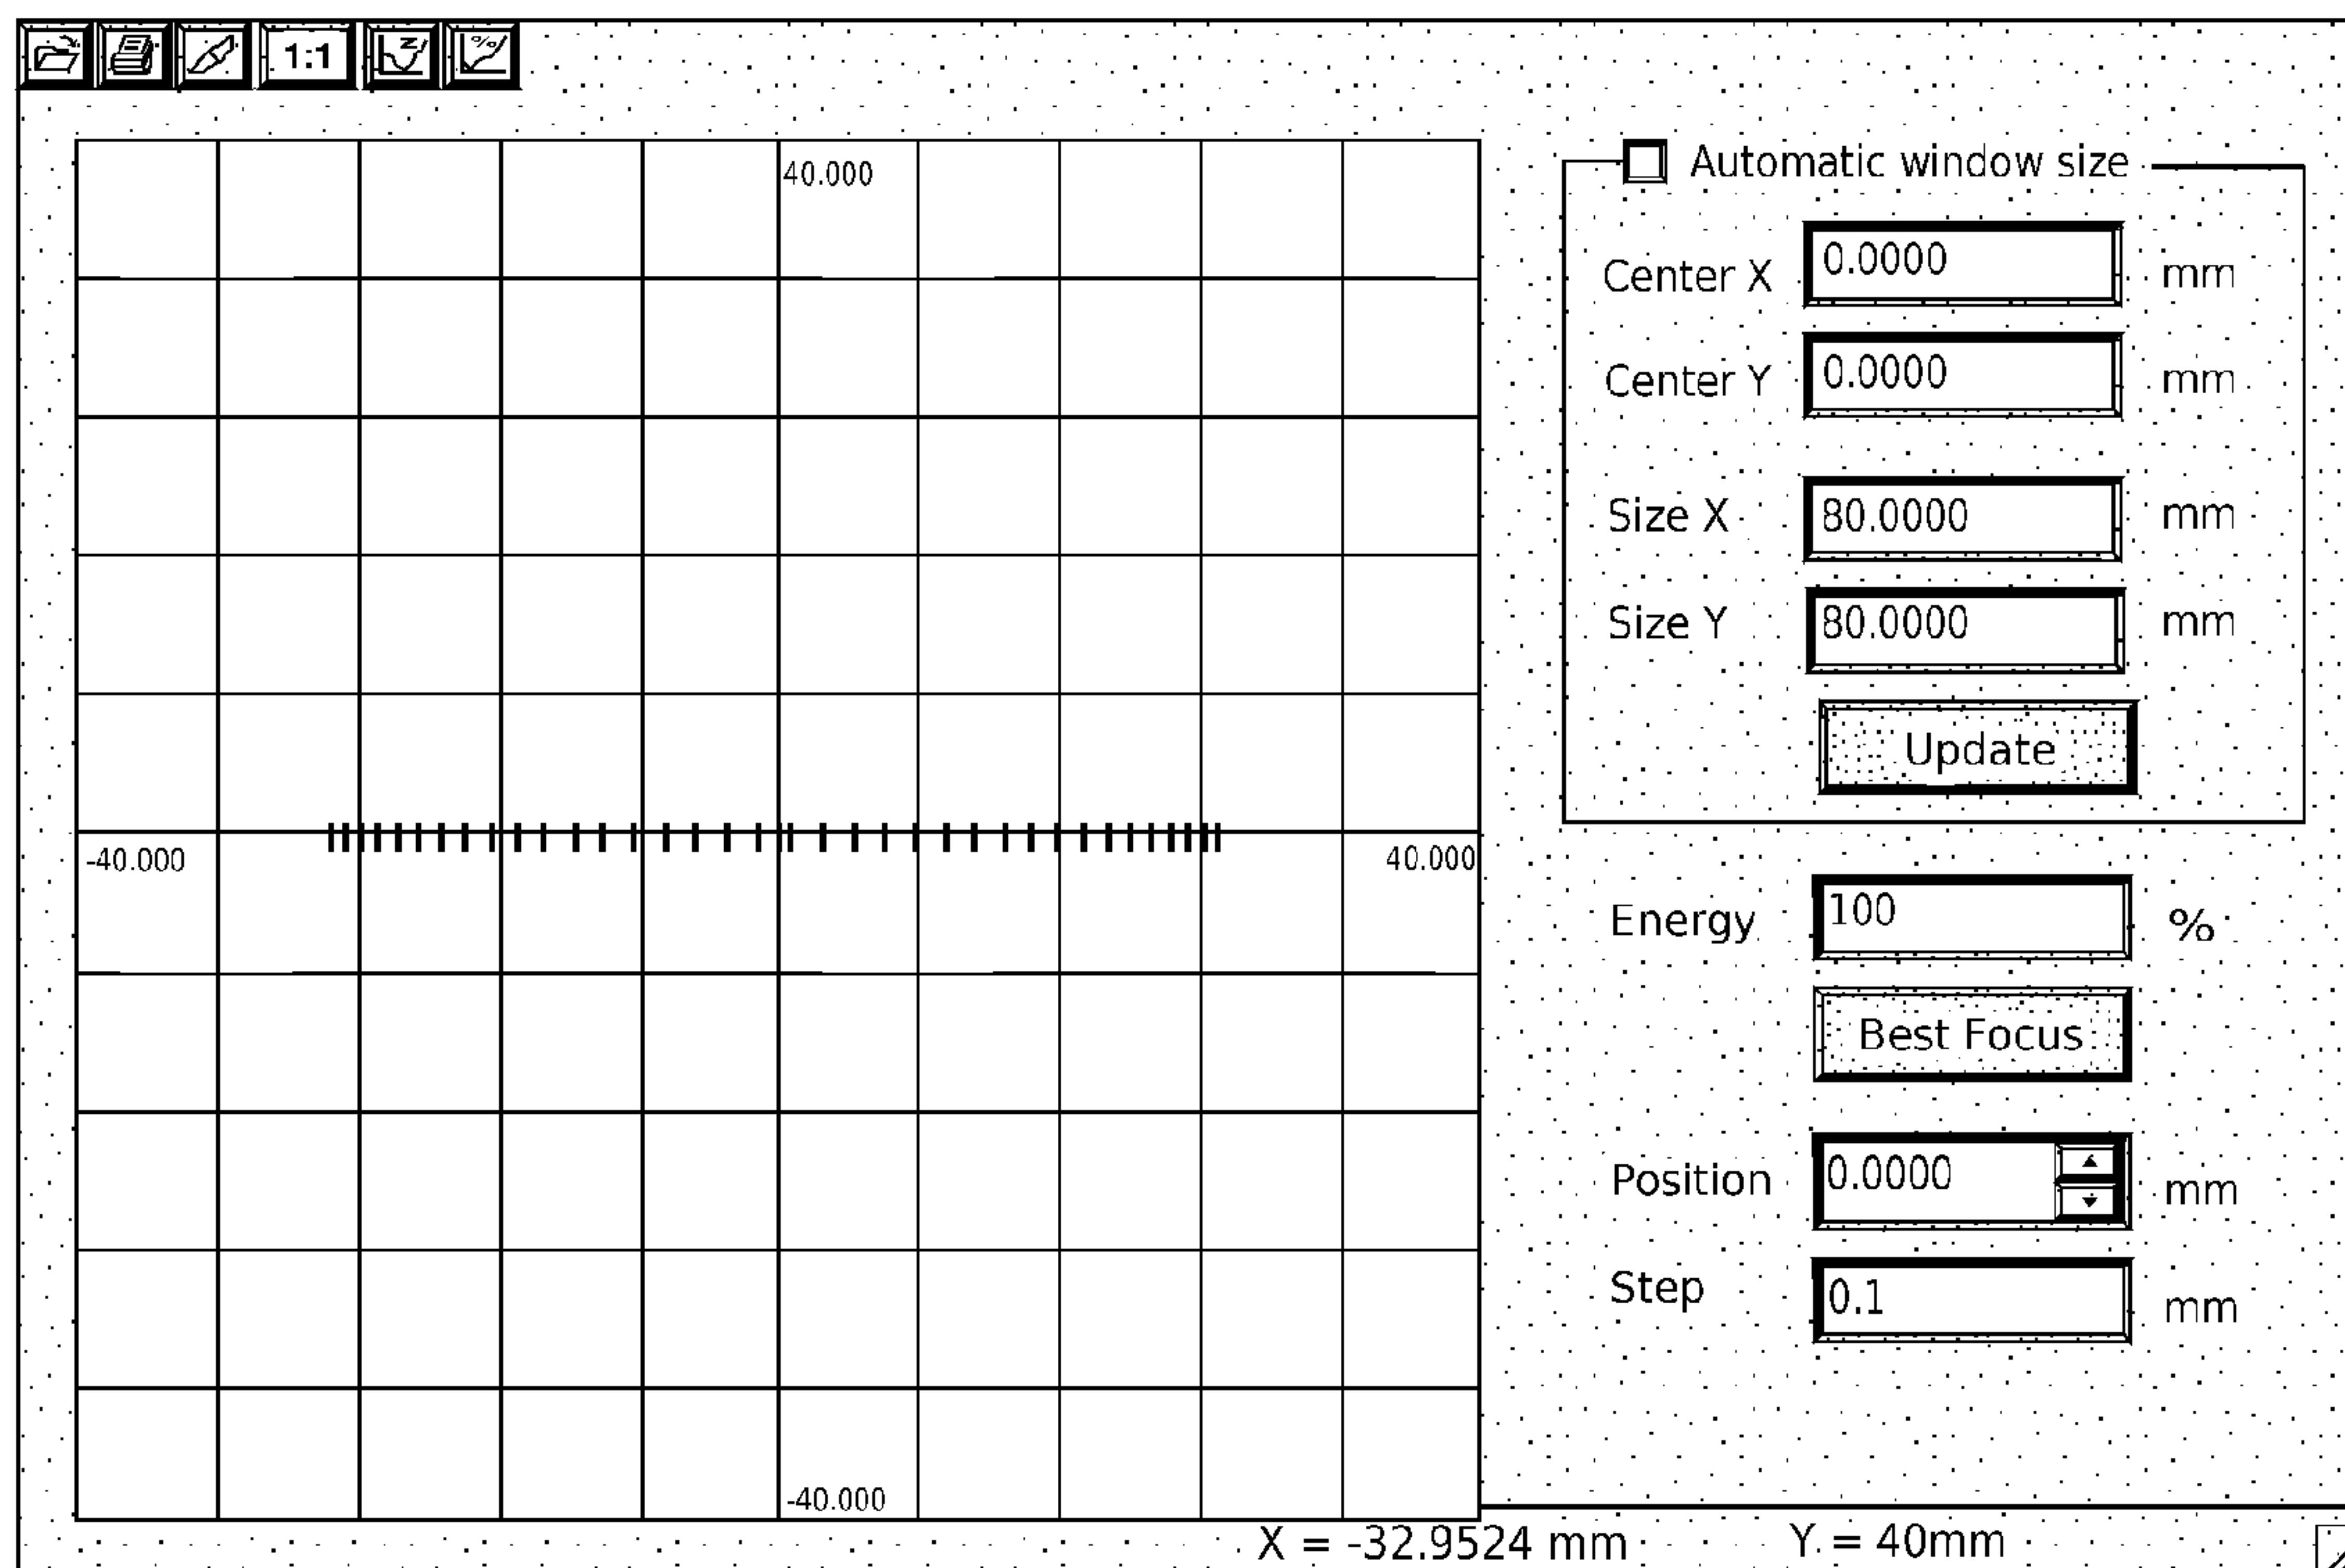 1:1
Automatic window size
40.000
Center X 0.0000 mm
Center Y 0.0000 mm
Size X 80.0000 mm
Size Y 80.0000 mm
Update
-40.000 40.000
Energy 100 %
Best Focus
Position 0.0000 mm
Step 0.1 mm
-40.000
X = -32.9524 mm Y = 40mm